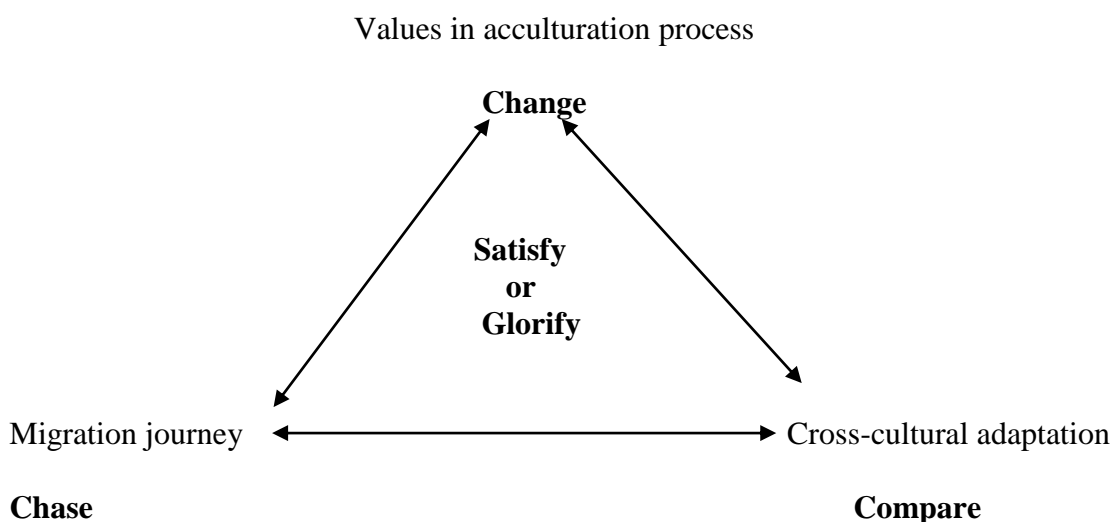 Values in acculturation process
Change
Satisfy
or
Glorify
Migration journey
Cross-cultural adaptation
Chase
Compare